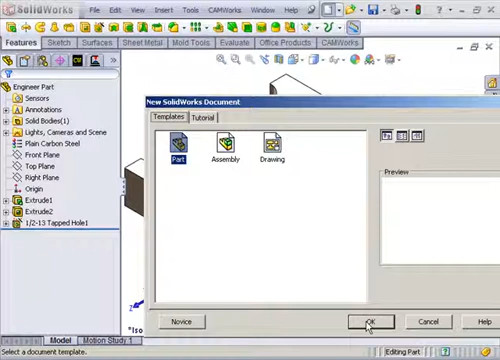 SolidWorks File Edit View Insert Tools CAMWorks Window Help
Features Sketch Surfaces Sheet Metal Mold Tools Evaluate Office Products CAMWorks
Engineer Part
Sensors
Annotations
Solid Bodies(1)
Lights, Cameras and Scene
Plain Carbon Steel
Front Plane
Top Plane
Right Plane
Origin
Extrude1
Extrude2
1/2-13 Tapped Hole1
New SolidWorks Document
Templates Tutorial
Part Assembly Drawing
Preview
Novice OK Cancel Help
Z
*Iso
Model Motion Study 1
Select a document template. Editing Part